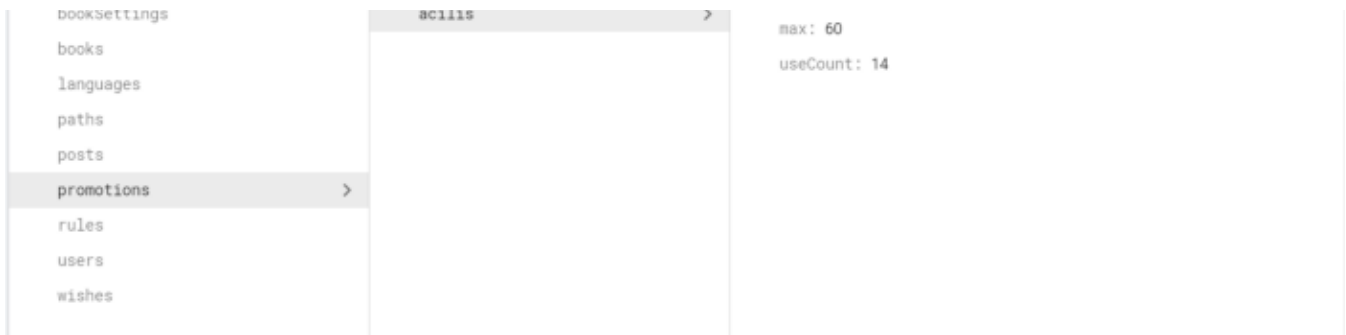 bookSettings
books
languages
paths
posts
promotions
rules
users
wishes
acilis
max: 60
useCount: 14